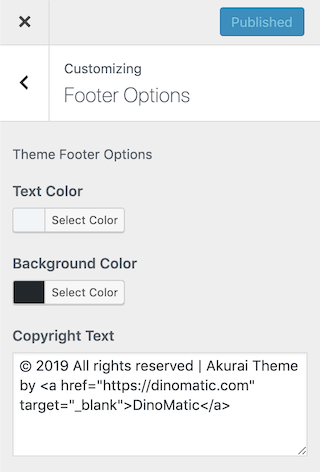 Published
Customizing
Footer Options
Theme Footer Options
Text Color
Select Color
Background Color
Select Color
Copyright Text
© 2019 All rights reserved | Akurai Theme
by <a href="https://dinomatic.com"
target="_blank">DinoMatic</a>